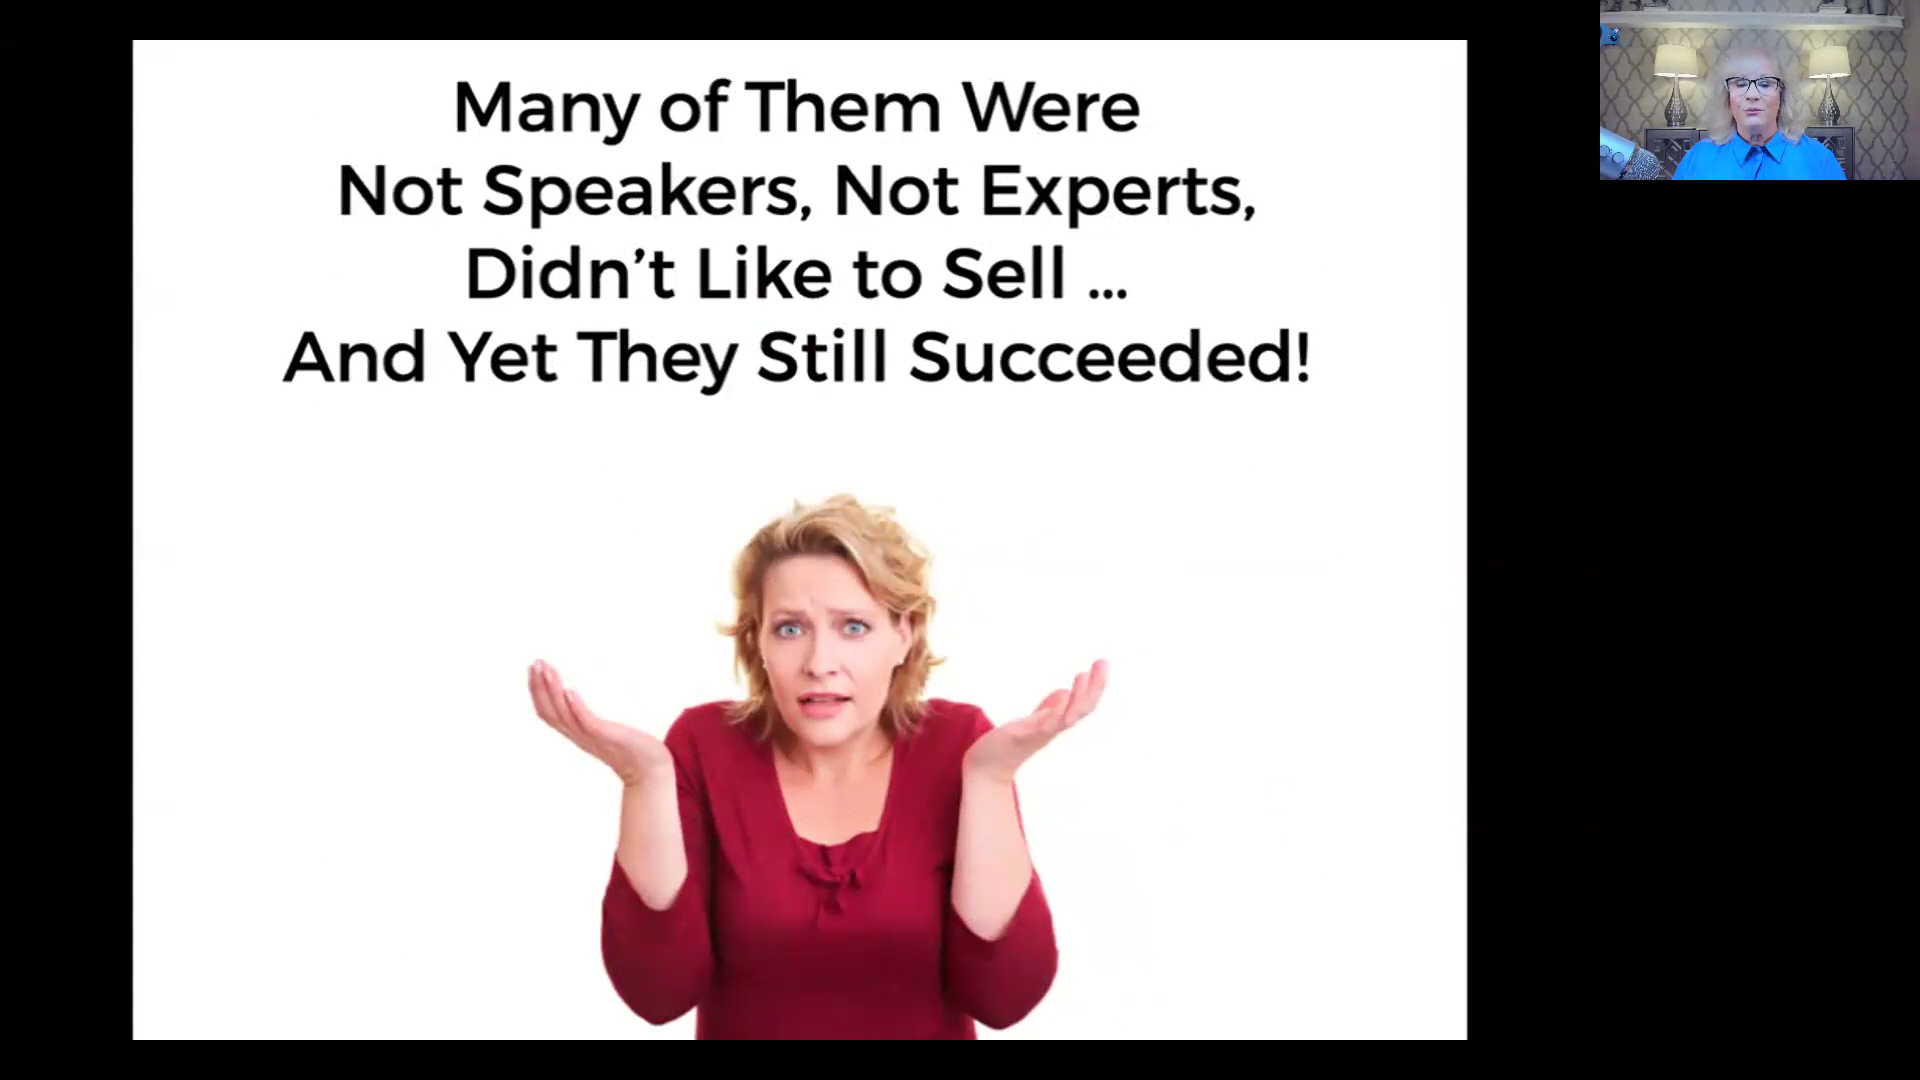 Many of Them Were
Not Speakers, Not Experts,
Didn’t Like to Sell ...
And Yet They Still Succeeded!